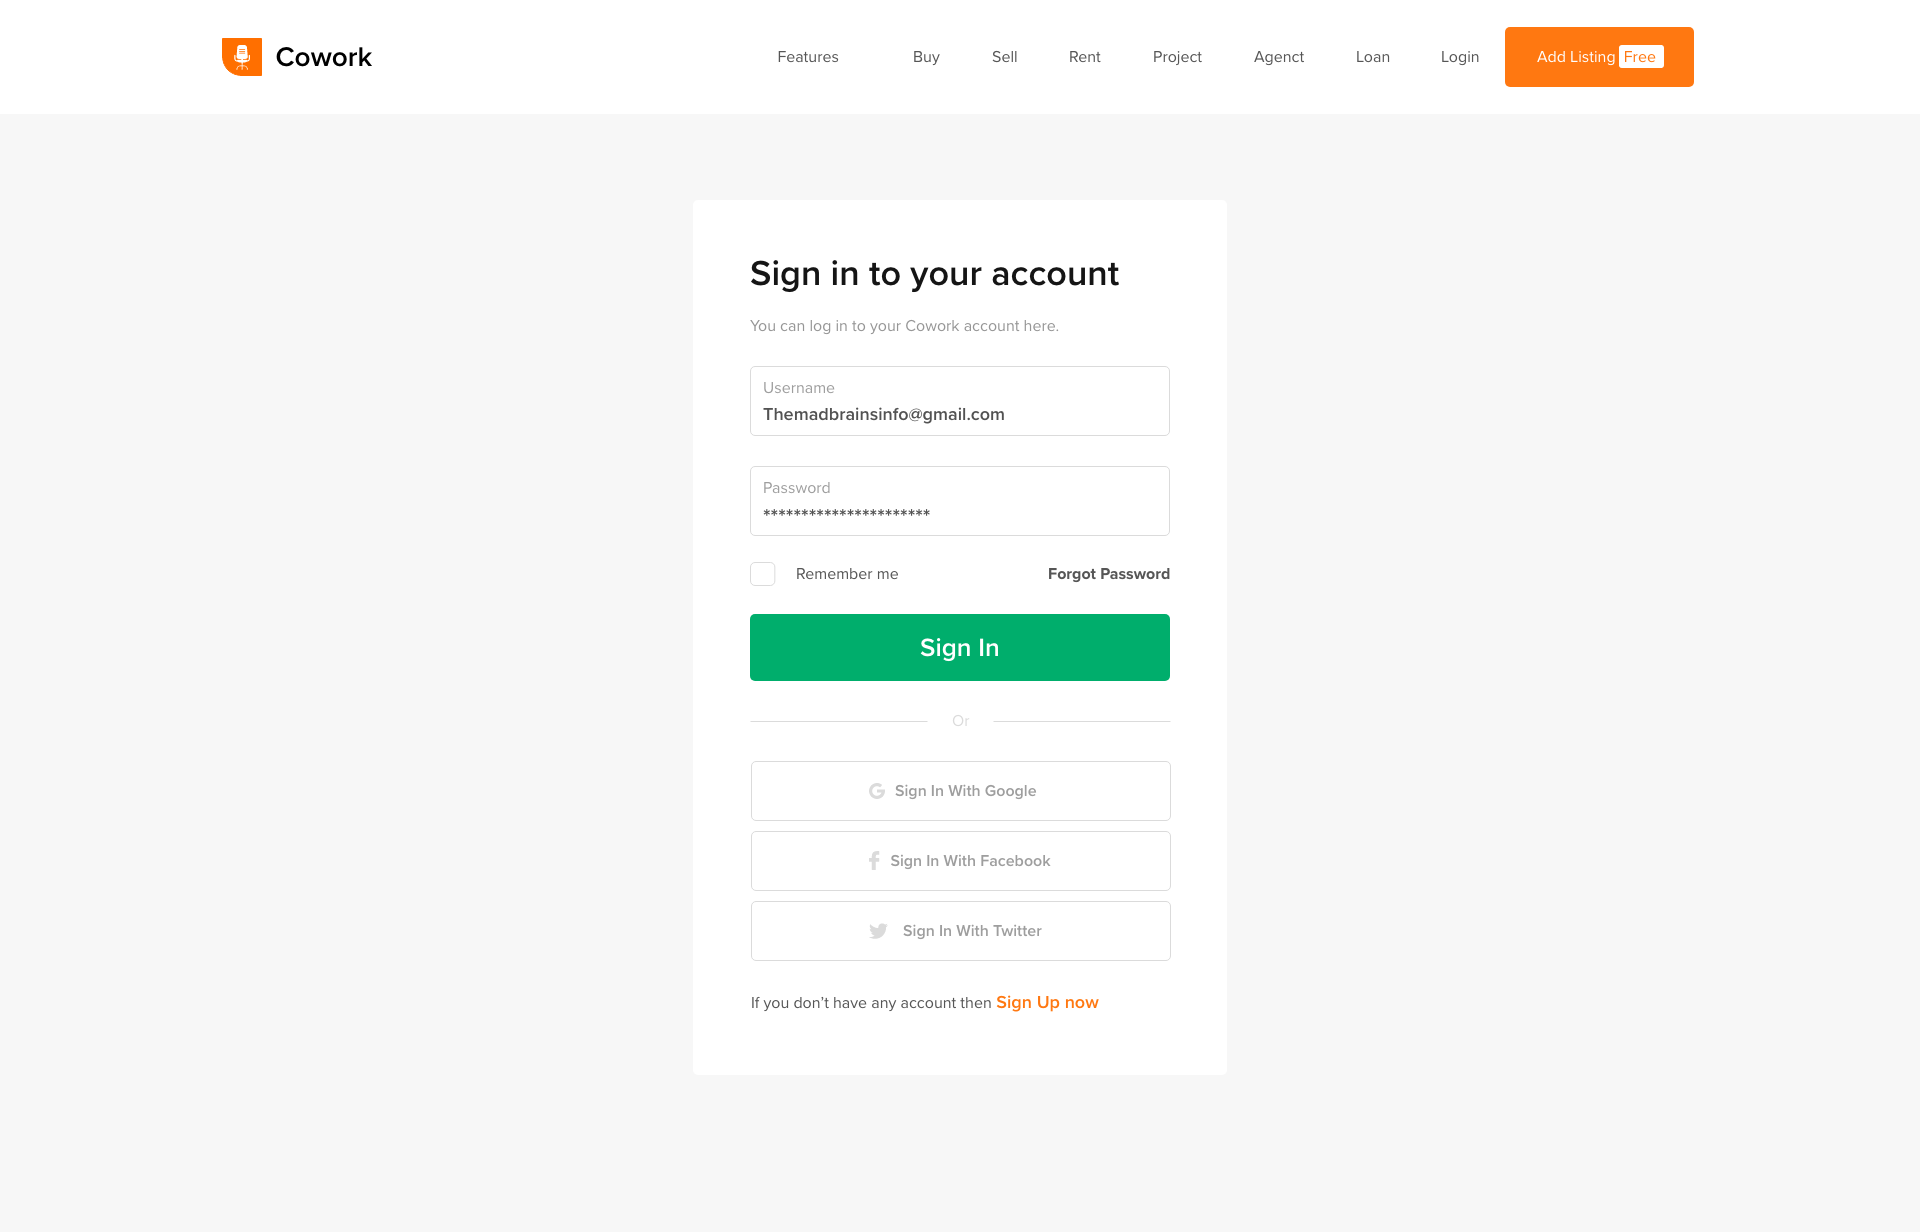 Cowork
Features Buy Sell Rent Project Agenct Loan Login Add Listing Free
Sign in to your account
You can log in to your Cowork account here.
Username
Themadbrainsinfo@gmail.com
Password
**********************
Remember me Forgot Password
Sign In
Or
G Sign In With Google
f Sign In With Facebook
Sign In With Twitter
If you don’t have any account then Sign Up now